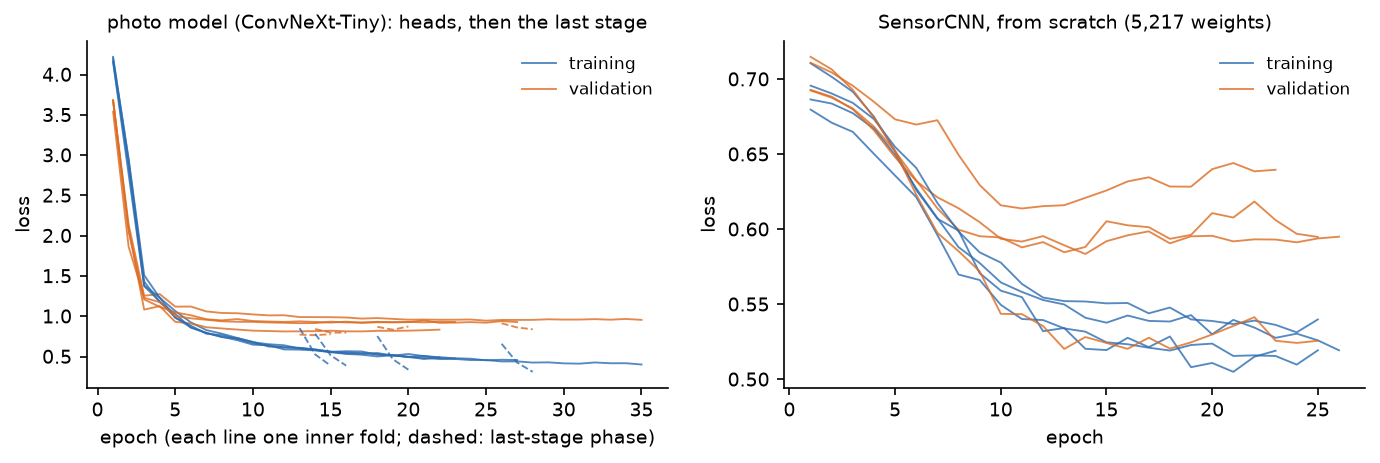 photo model (ConvNeXt-Tiny): heads, then the last stage
training
validation
4.0
3.5
3.0
2.5
2.0
1.5
1.0
0.5
loss
0 5 10 15 20 25 30 35
epoch (each line one inner fold; dashed: last-stage phase)
SensorCNN, from scratch (5,217 weights)
training
validation
0.70
0.65
0.60
0.55
0.50
loss
0 5 10 15 20 25
epoch